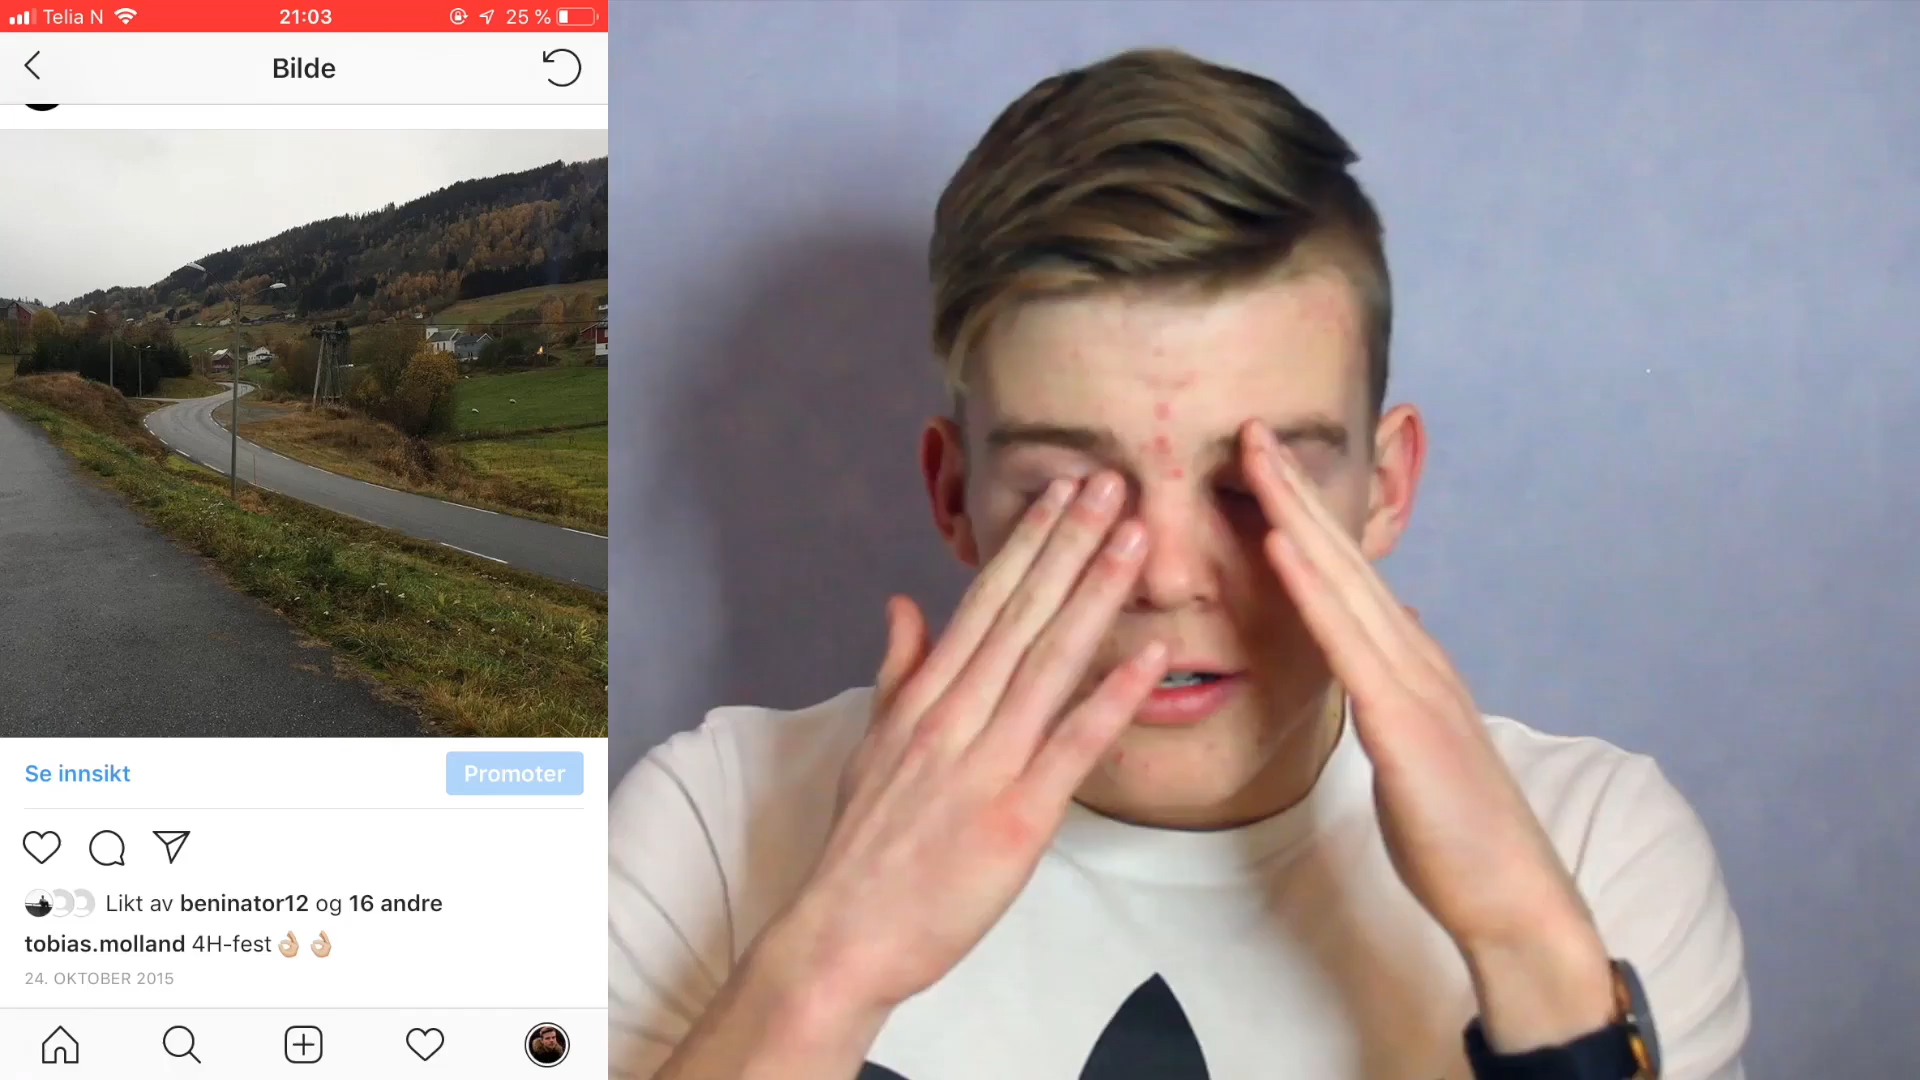 Telia N 21:03 25 %
Bilde
Se innsikt Promoter
Likt av beninator12 og 16 andre
tobias.molland 4H-fest👌🏼👌🏼
24. OKTOBER 2015